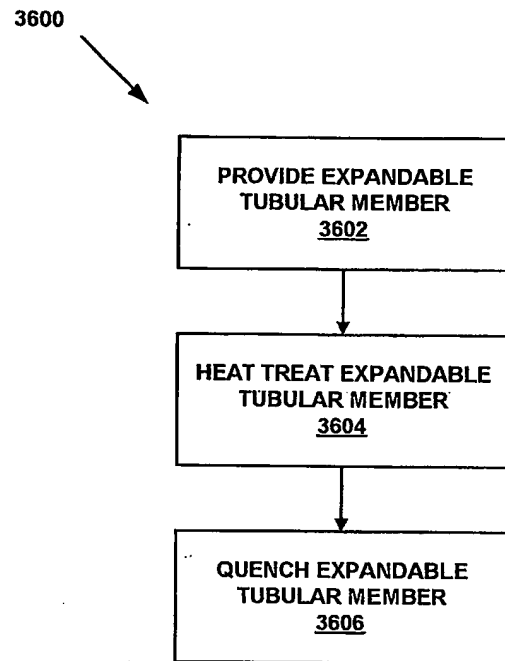 3600
PROVIDE EXPANDABLE
TUBULAR MEMBER
3602
HEAT TREAT EXPANDABLE
TUBULAR MEMBER
3604
QUENCH EXPANDABLE
TUBULAR MEMBER
3606